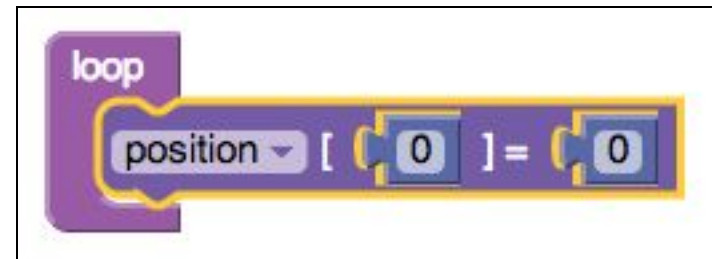 loop
position [ 0 ] = 0